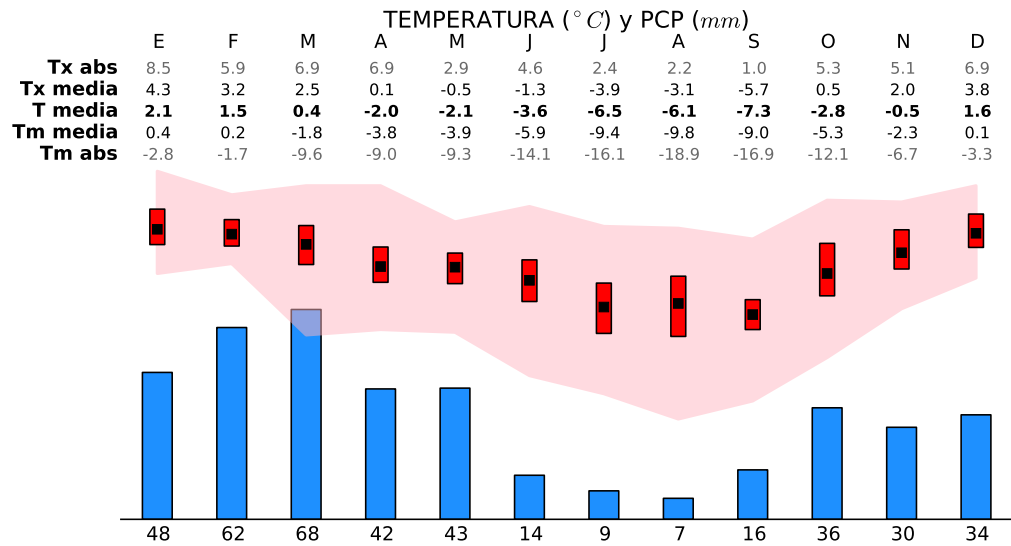 TEMPERATURA (°C) y PCP (mm)
E F M A M J J A S O N D
Tx abs 8.5 5.9 6.9 6.9 2.9 4.6 2.4 2.2 1.0 5.3 5.1 6.9
Tx media 4.3 3.2 2.5 0.1 -0.5 -1.3 -3.9 -3.1 -5.7 0.5 2.0 3.8
T media 2.1 1.5 0.4 -2.0 -2.1 -3.6 -6.5 -6.1 -7.3 -2.8 -0.5 1.6
Tm media 0.4 0.2 -1.8 -3.8 -3.9 -5.9 -9.4 -9.8 -9.0 -5.3 -2.3 0.1
Tm abs -2.8 -1.7 -9.6 -9.0 -9.3 -14.1 -16.1 -18.9 -16.9 -12.1 -6.7 -3.3
48 62 68 42 43 14 9 7 16 36 30 34